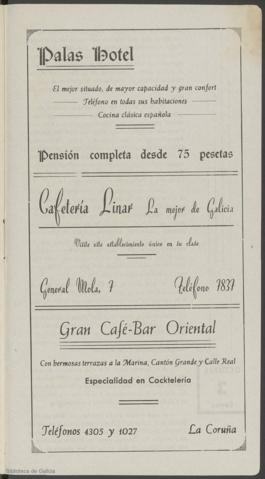 Palas Hotel
El mejor situado, de mayor capacidad y gran confort
Teléfono en todas sus habitaciones
Cocina clásica española
Pensión completa desde 75 pesetas
Cafetería Linar La mejor de Galicia
Visite este establecimiento único en su clase
General Mola, 7 Teléfono 7837
Gran Café-Bar Oriental
Con hermosas terrazas a la Marina, Cantón Grande y Calle Real
Especialidad en Cocktelería
Teléfonos 4305 y 1027 La Coruña
Biblioteca de Galicia